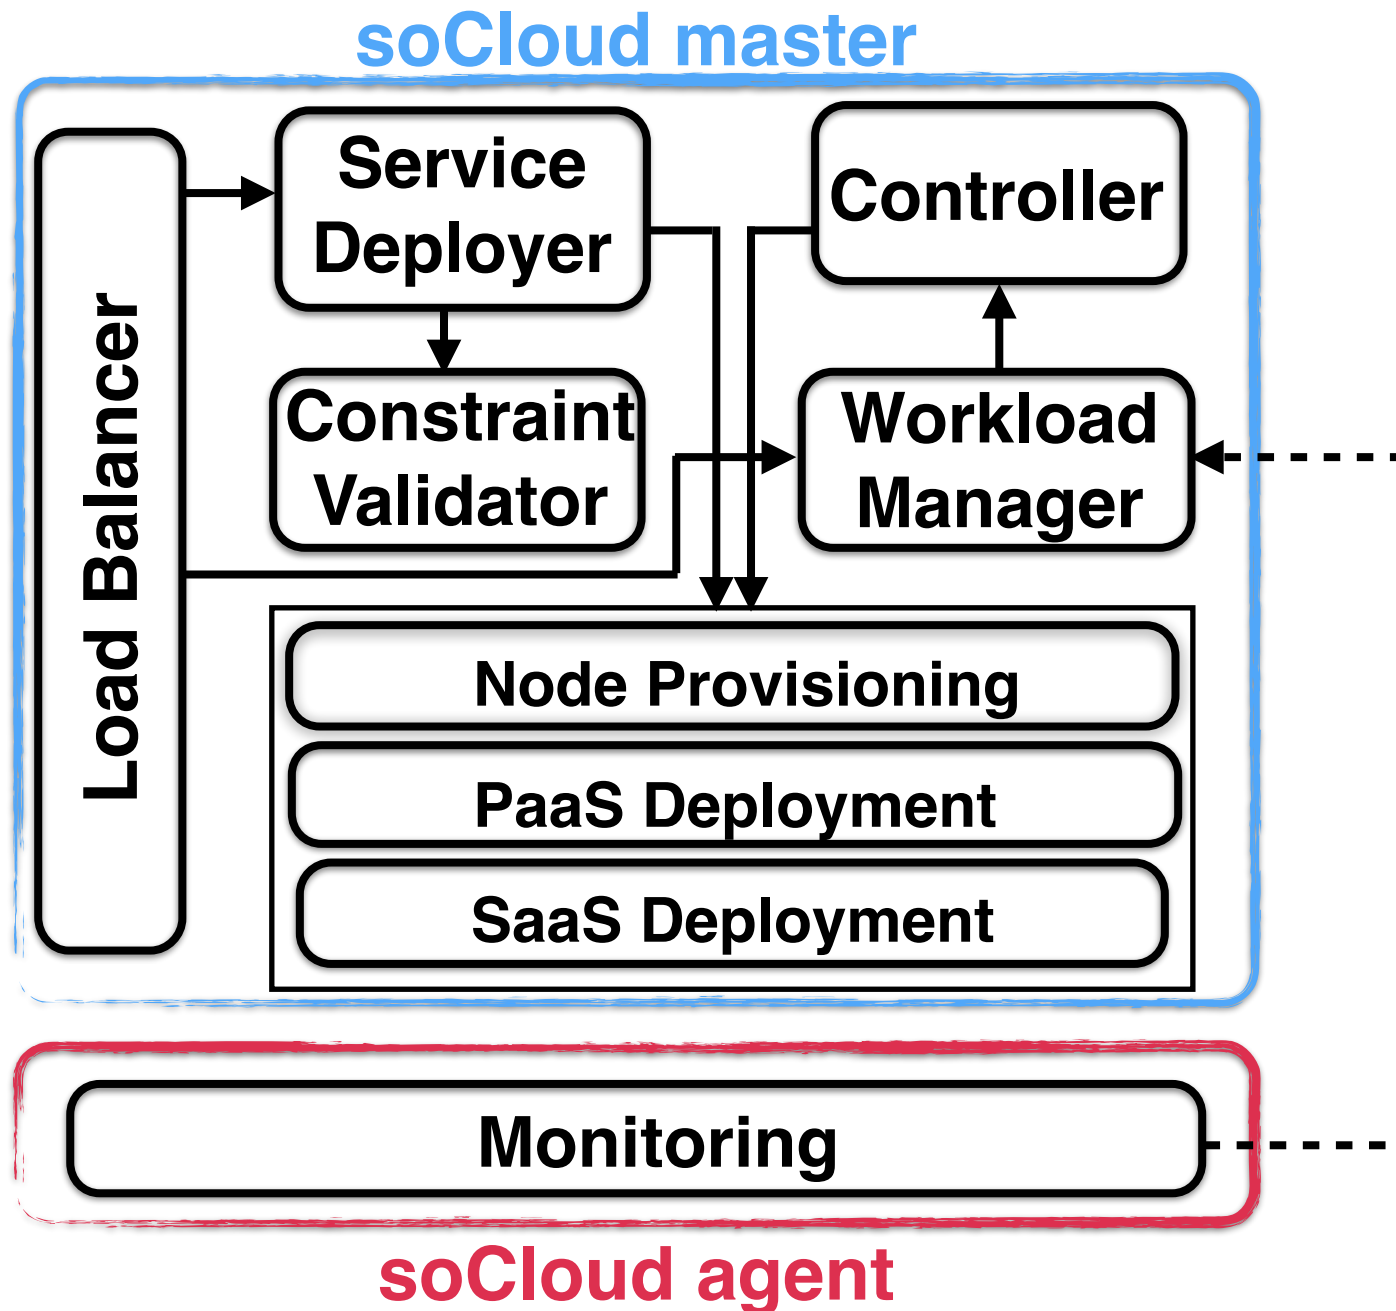 soCloud master
Service
Deployer
Controller
Load Balancer
Constraint
Validator
Workload
Manager
Node Provisioning
PaaS Deployment
SaaS Deployment
Monitoring
soCloud agent